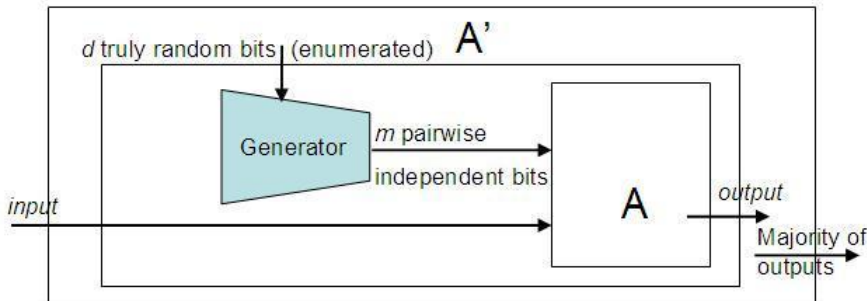 d truly random bits (enumerated) A'
Generator
m pairwise
independent bits
A
input
output
Majority of
outputs